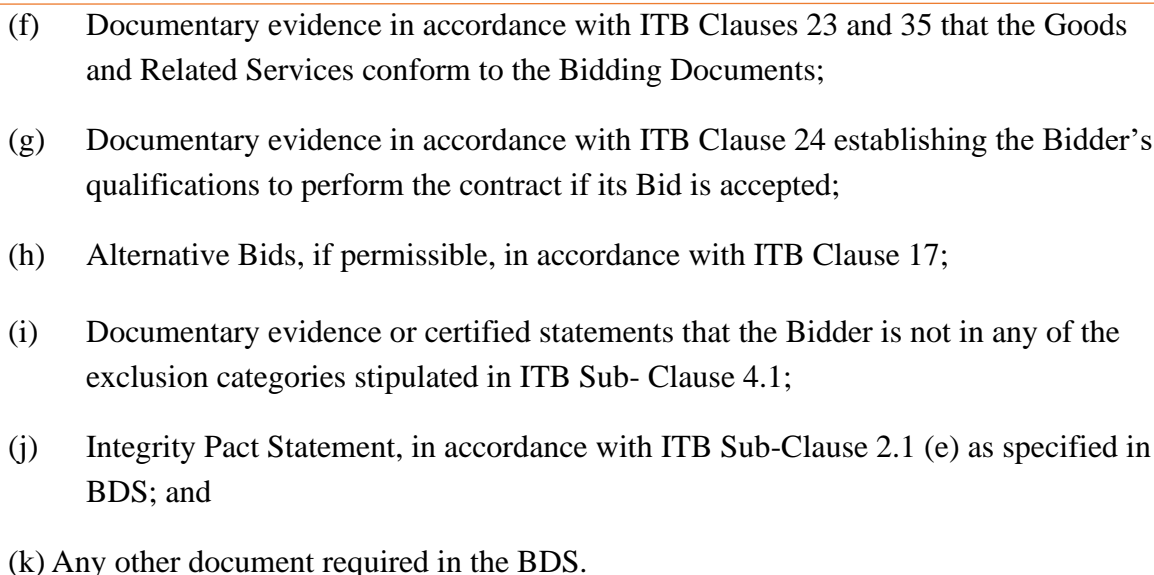 (f) Documentary evidence in accordance with ITB Clauses 23 and 35 that the Goods
and Related Services conform to the Bidding Documents;
(g) Documentary evidence in accordance with ITB Clause 24 establishing the Bidder's
qualifications to perform the contract if its Bid is accepted;
(h) Alternative Bids, if permissible, in accordance with ITB Clause 17;
(i) Documentary evidence or certified statements that the Bidder is not in any of the
exclusion categories stipulated in ITB Sub- Clause 4.1;
(j) Integrity Pact Statement, in accordance with ITB Sub-Clause 2.1 (e) as specified in
BDS; and
(k) Any other document required in the BDS.